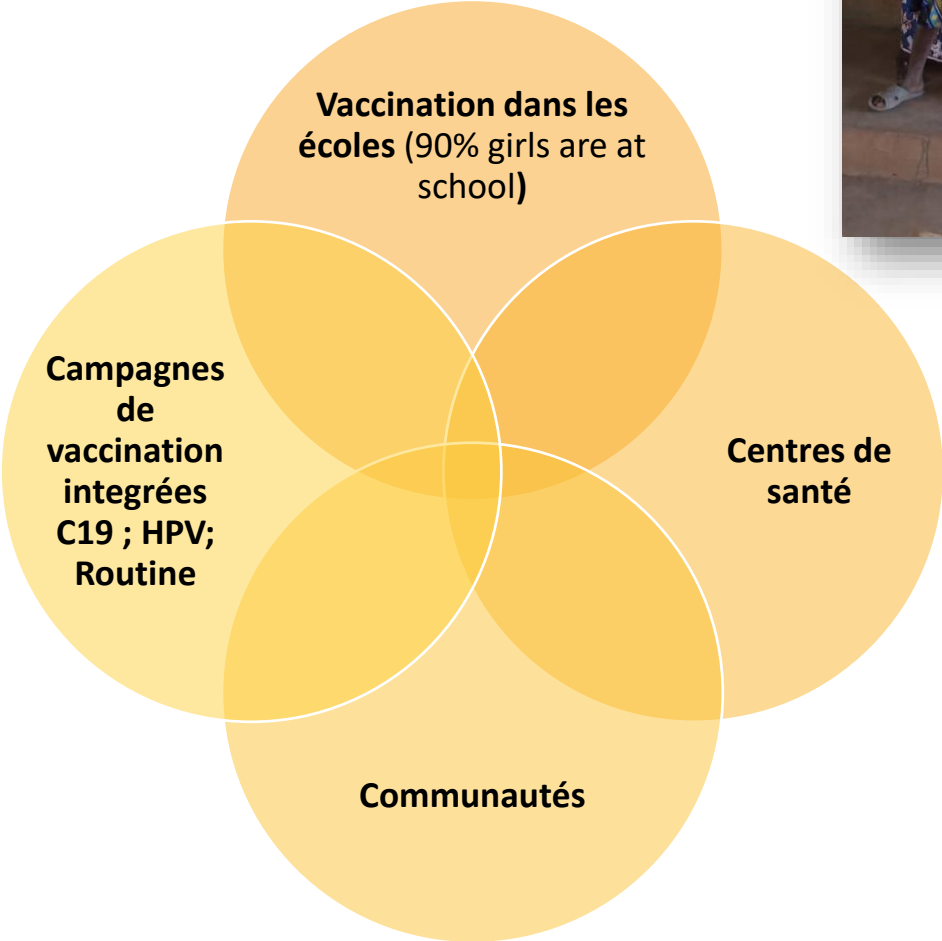 Vaccination dans les
écoles (90% girls are at
school)
Campagnes
de
vaccination
integrées
C19 ; HPV;
Routine
Centres de
santé
Communautés